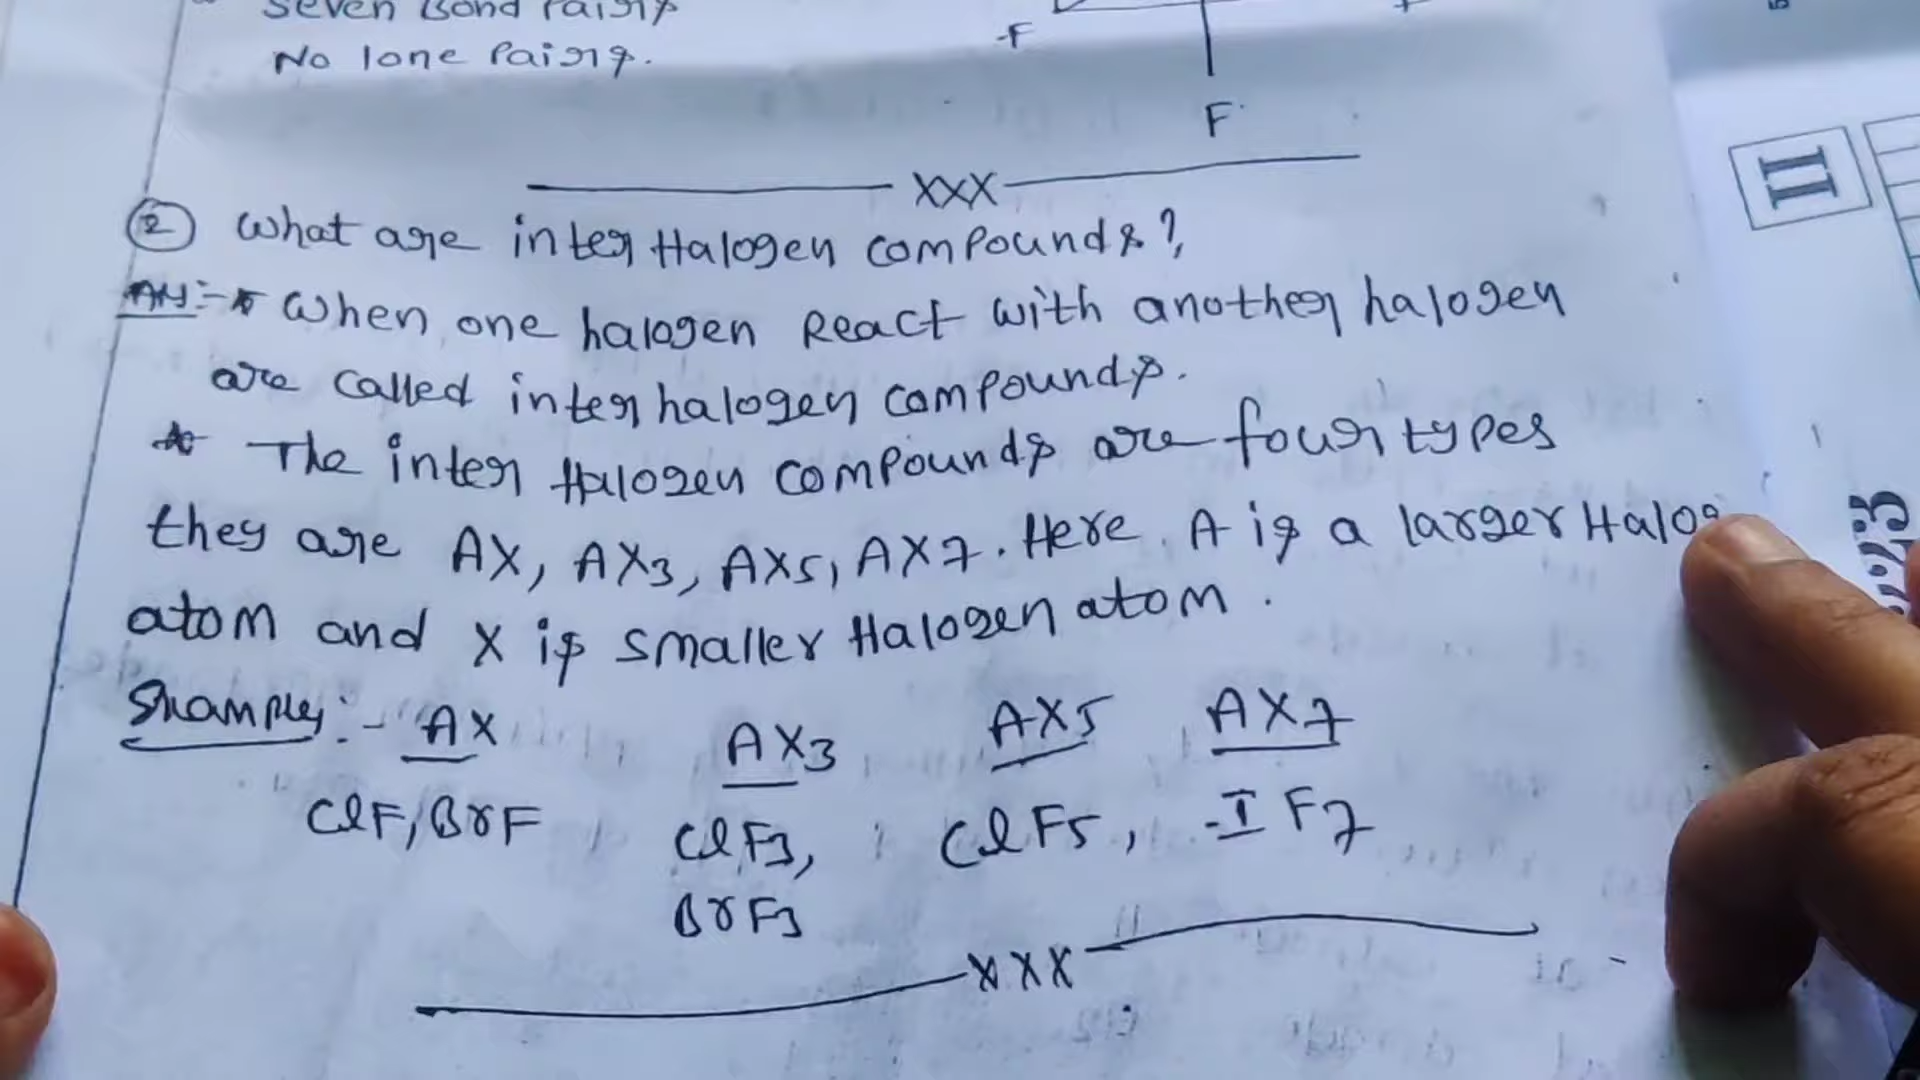 Seven Bond Pairs
No lone Pairs.
F
F
XXX
② What are inter Halogen compounds?
Ans:- * When one halogen React with another halogen
are called inter halogen compounds.
* The inter Halogen compounds are four types
they are AX, AX3, AX5, AX7. Here A is a larger Halog
atom and X is smaller Halogen atom.
Examples:- AX AX3 AX5 AX7
ClF, BrF ClF3, ClF5, IF7
BrF3
XXX
II